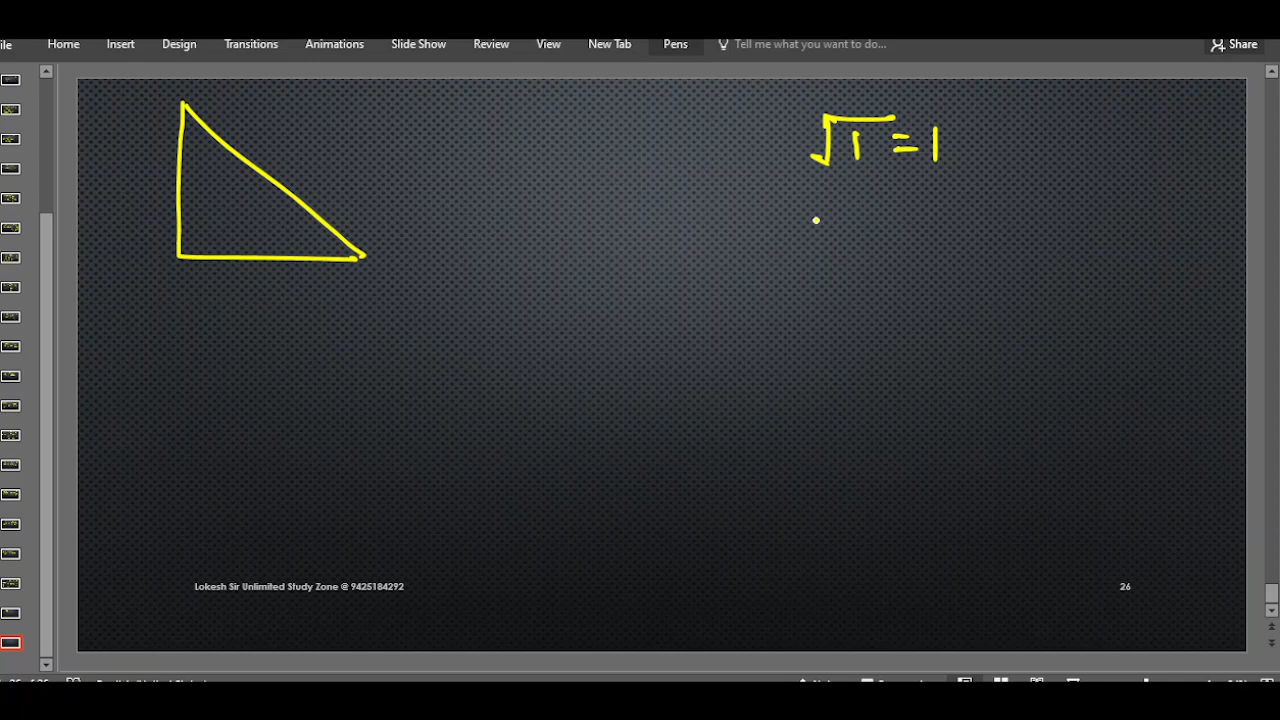 File Home Insert Design Transitions Animations Slide Show Review View New Tab Pens Tell me what you want to do... Share
√1 = 1
Lokesh Sir Unlimited Study Zone @ 9425184292
26